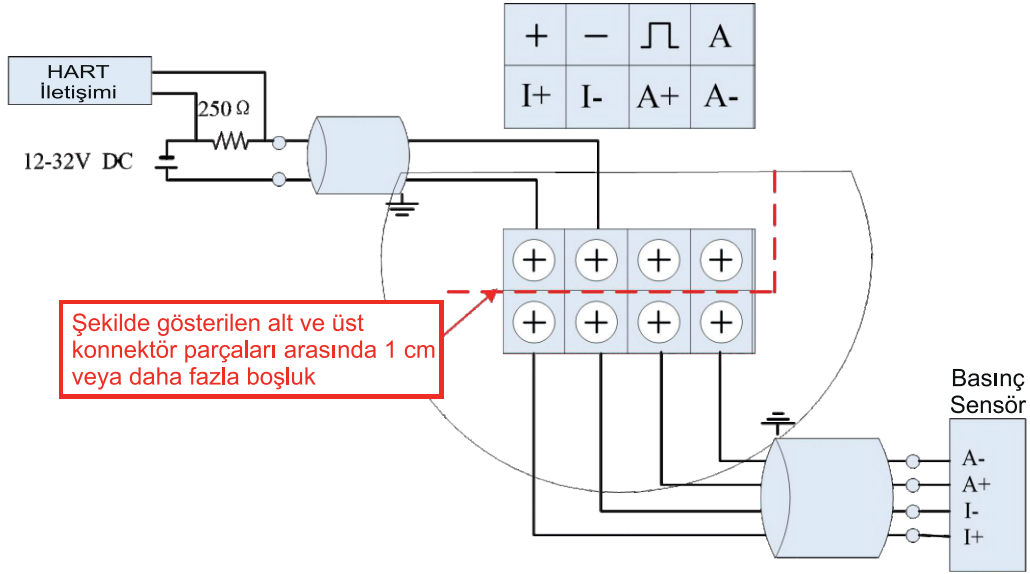 HART
İletişimi
250 Ω
12-32V DC
+ − ⎍ A
I+ I- A+ A-
+ + + +
+ + + +
Şekilde gösterilen alt ve üst
konnektör parçaları arasında 1 cm
veya daha fazla boşluk
Basınç
Sensör
A-
A+
I-
I+